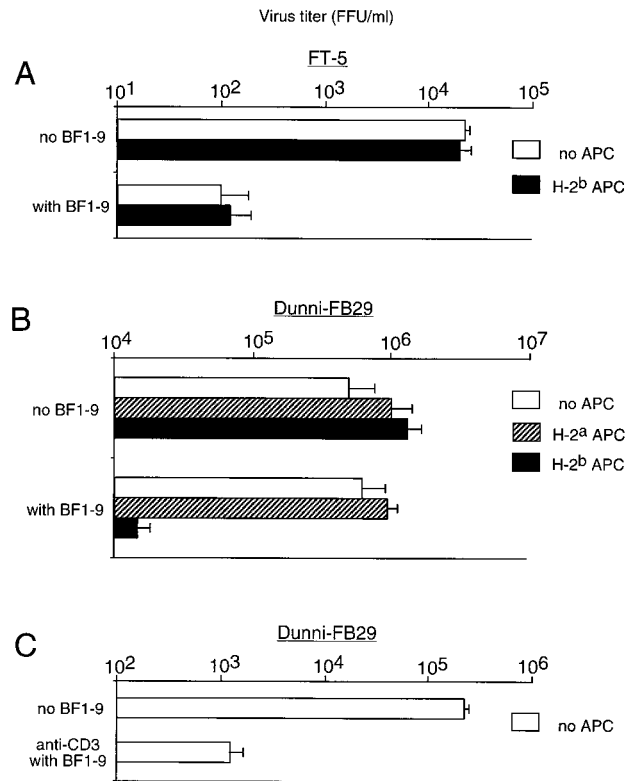 Virus titer (FFU/ml)
A
FT-5
10¹ 10² 10³ 10⁴ 10⁵
no BF1-9
with BF1-9
no APC
H-2ᵇ APC
B
Dunni-FB29
10⁴ 10⁵ 10⁶ 10⁷
no BF1-9
with BF1-9
no APC
H-2ᵃ APC
H-2ᵇ APC
C
Dunni-FB29
10² 10³ 10⁴ 10⁵ 10⁶
no BF1-9
anti-CD3
with BF1-9
no APC